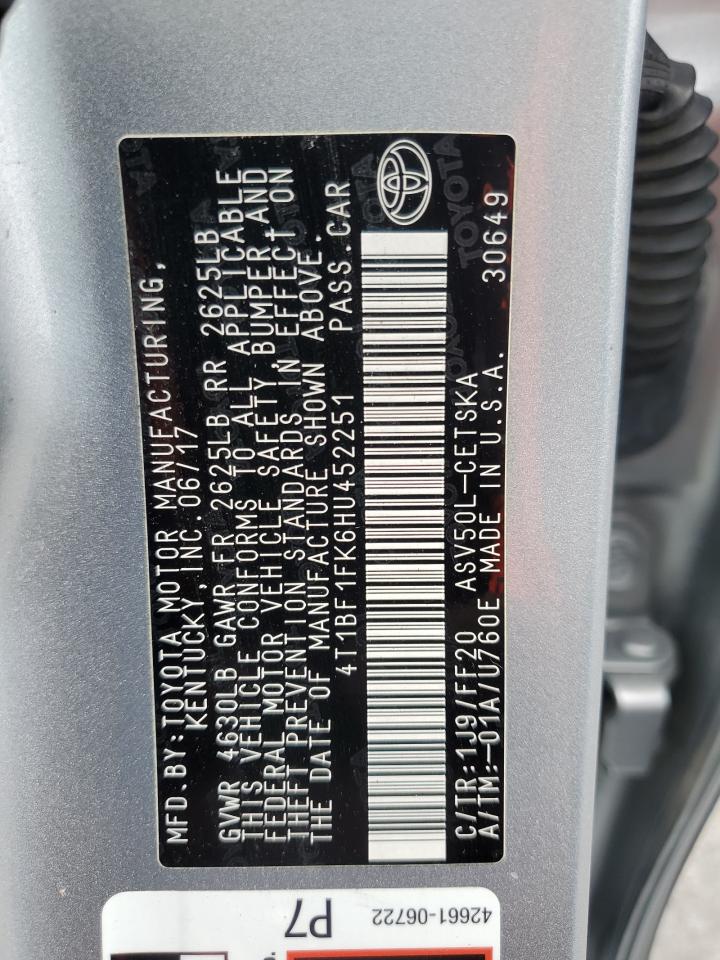 MFD.BY:TOYOTA MOTOR MANUFACTURING,
KENTUCKY, INC. 06/17
GVWR 4630LB GAWR FR 2625LB RR 2625LB
THIS VEHICLE CONFORMS TO ALL APPLICABLE
FEDERAL MOTOR VEHICLE SAFETY,BUMPER,AND
THEFT PREVENTION STANDARDS IN EFFECT ON
THE DATE OF MANUFACTURE SHOWN ABOVE.
4T1BF1FK6HU452251 PASS.CAR
C/TR:1J9/FF20 ASV50L-CETSKA
A/TM:-01A/U760E MADE IN U.S.A. 30649
TOYOTA
P7 42661-06722